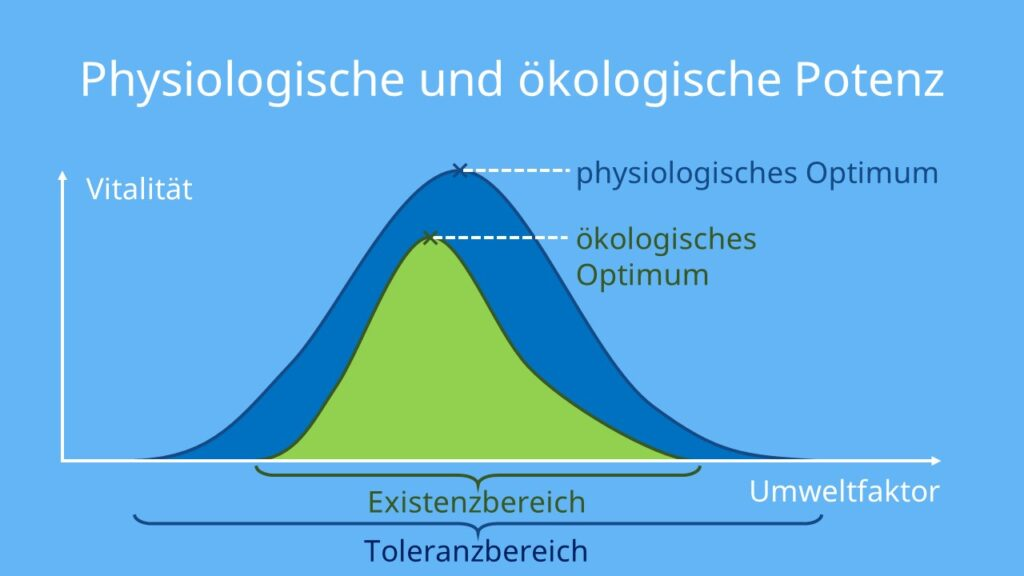 Physiologische und ökologische Potenz
Vitalität
physiologisches Optimum
ökologisches
Optimum
Umweltfaktor
Existenzbereich
Toleranzbereich